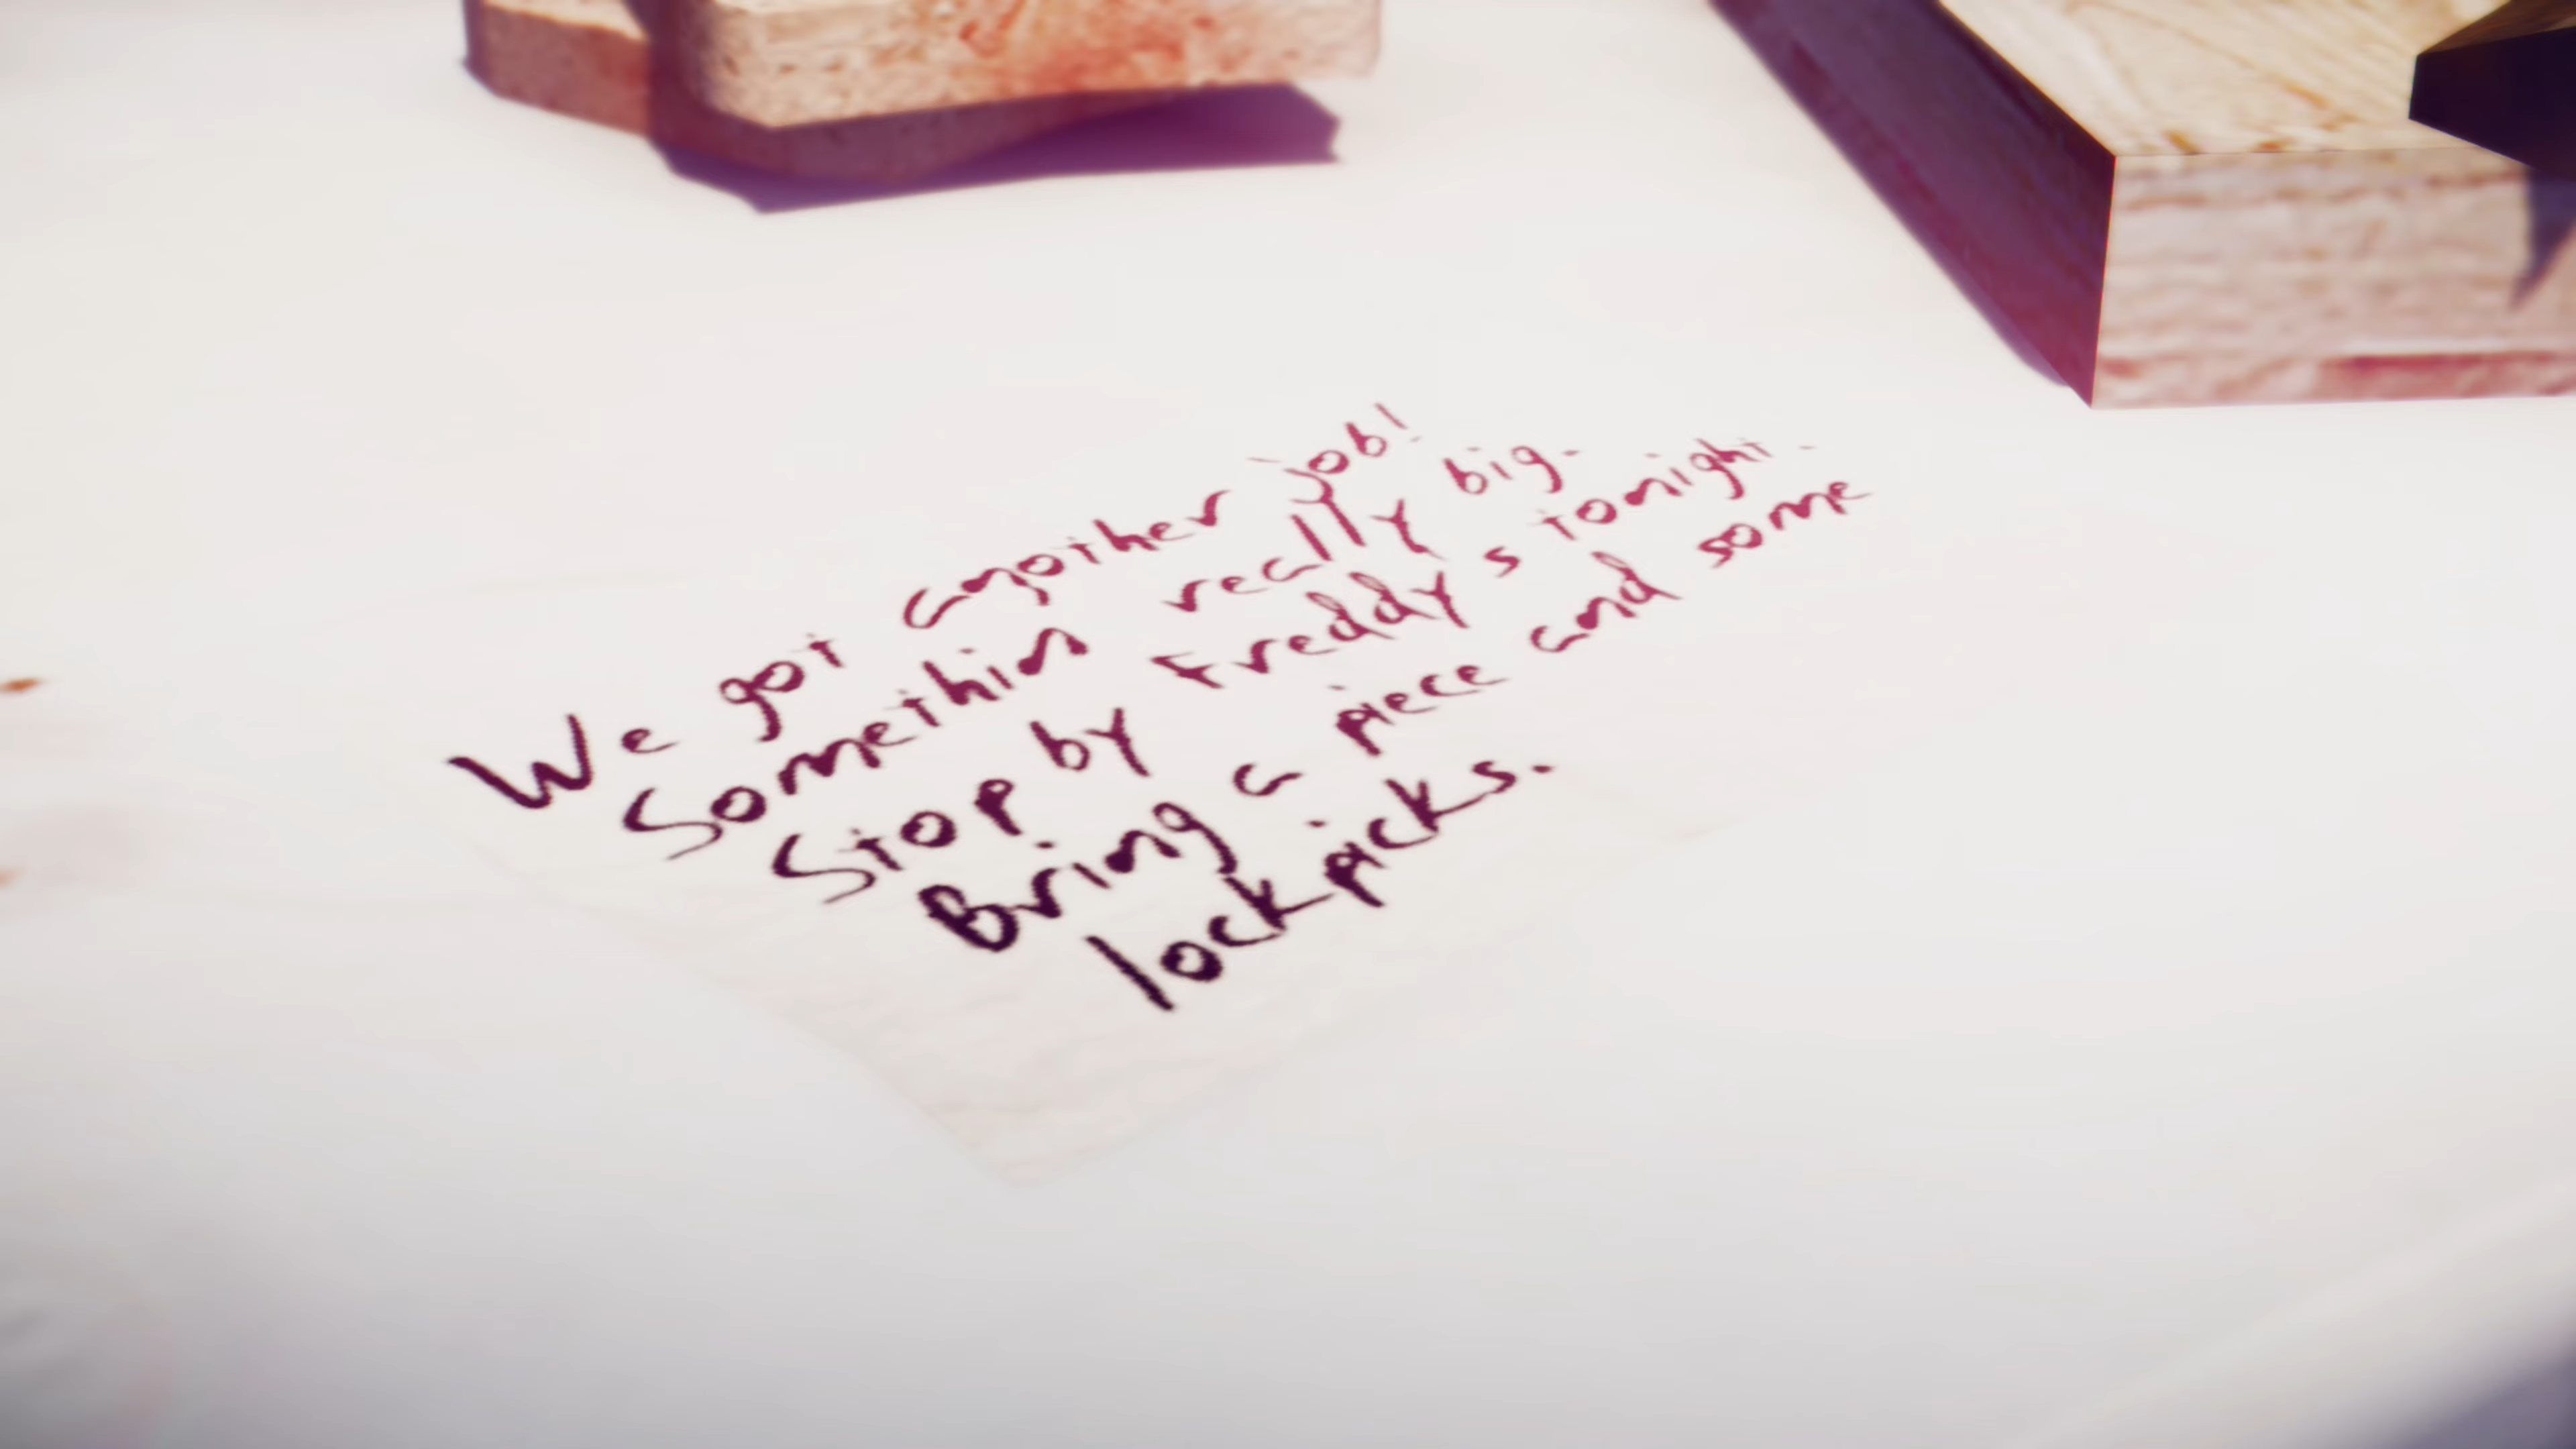 We got another job!
Somethin really big.
Stop by Freddy s tonight.
Bring a piece and some
lockpicks.